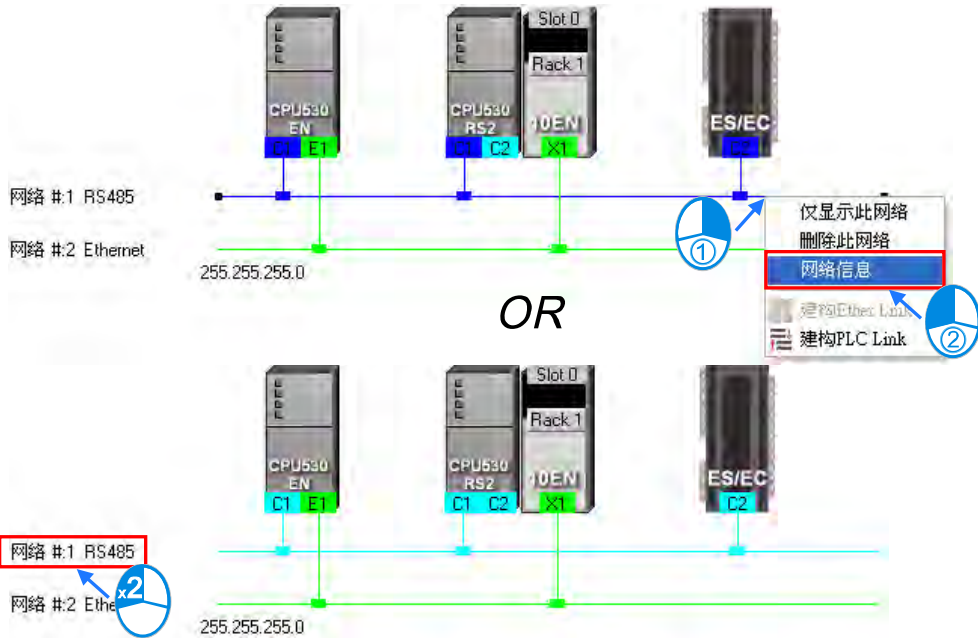 Slot 0
Rack 1
CPU530
EN
C1 E1
CPU530
RS2
C1 C2
10EN
X1
ES/EC
C2
网络 #:1 RS485
网络 #:2 Ethernet
255.255.255.0
仅显示此网络
删除此网络
网络信息
建构Ether Link
建构PLC Link
①
②
OR
Slot 0
Rack 1
CPU530
EN
C1 E1
CPU530
RS2
C1 C2
10EN
X1
ES/EC
C2
网络 #:1 RS485
网络 #:2 Ethe
x2
255.255.255.0